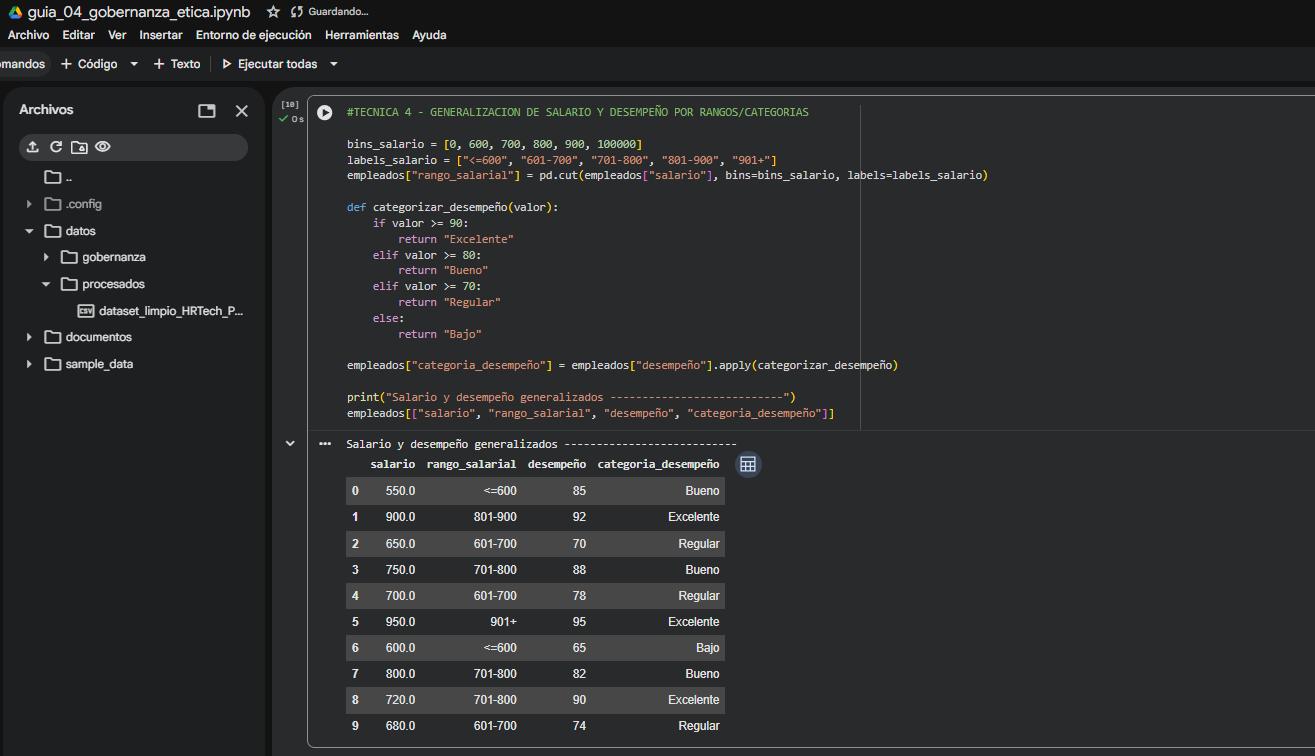 guia_04_gobernanza_etica.ipynb Guardando...
Archivo Editar Ver Insertar Entorno de ejecución Herramientas Ayuda
omandos + Código + Texto Ejecutar todas
Archivos
..
.config
datos
gobernanza
procesados
dataset_limpio_HRTech_P...
documentos
sample_data
[10]
0 s
#TECNICA 4 - GENERALIZACION DE SALARIO Y DESEMPEÑO POR RANGOS/CATEGORIAS
bins_salario = [0, 600, 700, 800, 900, 100000]
labels_salario = ["<=600", "601-700", "701-800", "801-900", "901+"]
empleados["rango_salarial"] = pd.cut(empleados["salario"], bins=bins_salario, labels=labels_salario)
def categorizar_desempeño(valor):
if valor >= 90:
return "Excelente"
elif valor >= 80:
return "Bueno"
elif valor >= 70:
return "Regular"
else:
return "Bajo"
empleados["categoria_desempeño"] = empleados["desempeño"].apply(categorizar_desempeño)
print("Salario y desempeño generalizados ---------------------------")
empleados[["salario", "rango_salarial", "desempeño", "categoria_desempeño"]]
Salario y desempeño generalizados ---------------------------
salario rango_salarial desempeño categoria_desempeño
0 550.0 <=600 85 Bueno
1 900.0 801-900 92 Excelente
2 650.0 601-700 70 Regular
3 750.0 701-800 88 Bueno
4 700.0 601-700 78 Regular
5 950.0 901+ 95 Excelente
6 600.0 <=600 65 Bajo
7 800.0 701-800 82 Bueno
8 720.0 701-800 90 Excelente
9 680.0 601-700 74 Regular